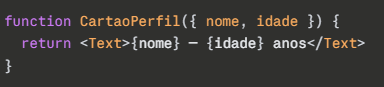 function CartaoPerfil({ nome, idade }) {
  return <Text>{nome} — {idade} anos</Text>
}